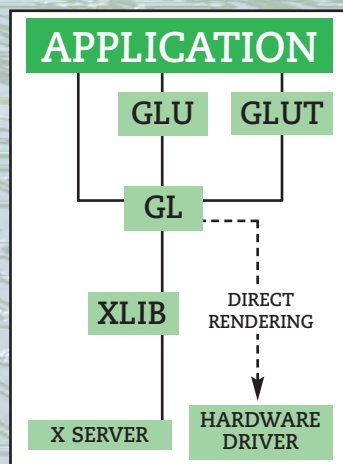 APPLICATION
GLU
GLUT
GL
XLIB
DIRECT
RENDERING
X SERVER
HARDWARE
DRIVER